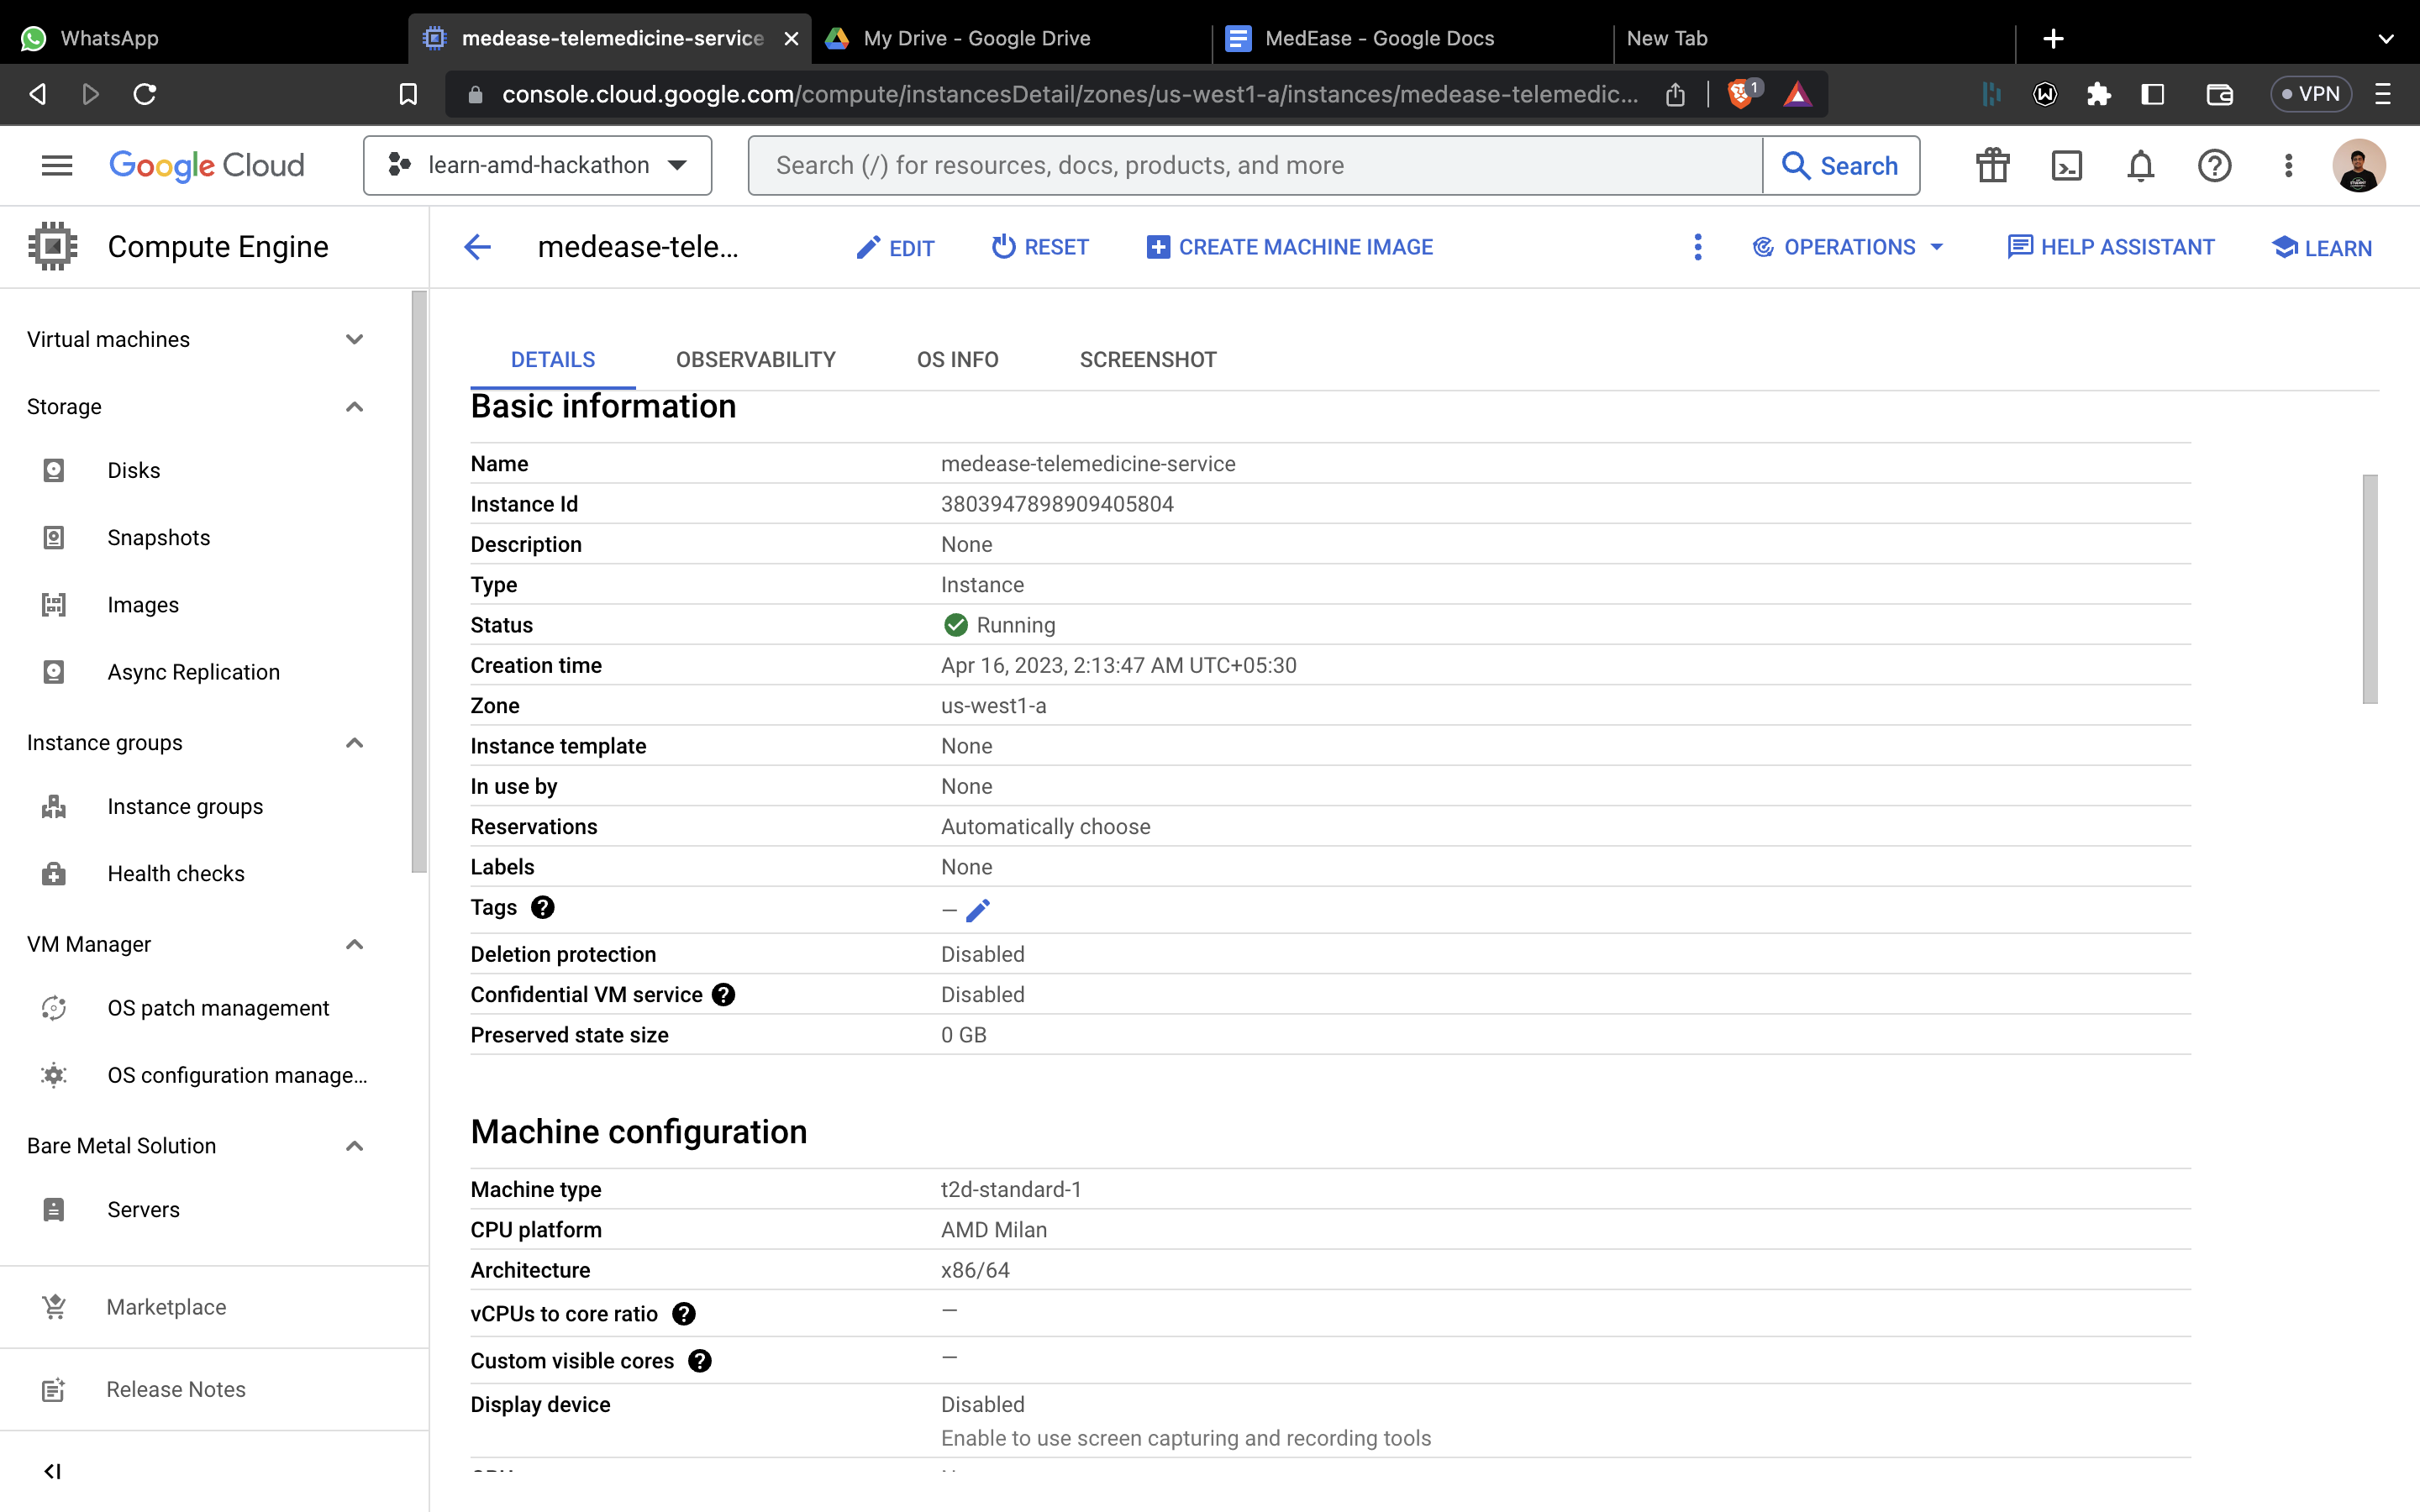 WhatsApp
medease-telemedicine-service
My Drive - Google Drive
MedEase - Google Docs
New Tab
console.cloud.google.com/compute/instancesDetail/zones/us-west1-a/instances/medease-telemedic...
1
VPN
Google Cloud
learn-amd-hackathon
Search (/) for resources, docs, products, and more
Search
Compute Engine
medease-tele...
EDIT
RESET
CREATE MACHINE IMAGE
OPERATIONS
HELP ASSISTANT
LEARN
Virtual machines
Storage
Disks
Snapshots
Images
Async Replication
Instance groups
Instance groups
Health checks
VM Manager
OS patch management
OS configuration manage...
Bare Metal Solution
Servers
Marketplace
Release Notes
DETAILS
OBSERVABILITY
OS INFO
SCREENSHOT
Basic information
Name medease-telemedicine-service
Instance Id 3803947898909405804
Description None
Type Instance
Status Running
Creation time Apr 16, 2023, 2:13:47 AM UTC+05:30
Zone us-west1-a
Instance template None
In use by None
Reservations Automatically choose
Labels None
Tags —
Deletion protection Disabled
Confidential VM service Disabled
Preserved state size 0 GB
Machine configuration
Machine type t2d-standard-1
CPU platform AMD Milan
Architecture x86/64
vCPUs to core ratio —
Custom visible cores —
Display device Disabled
Enable to use screen capturing and recording tools